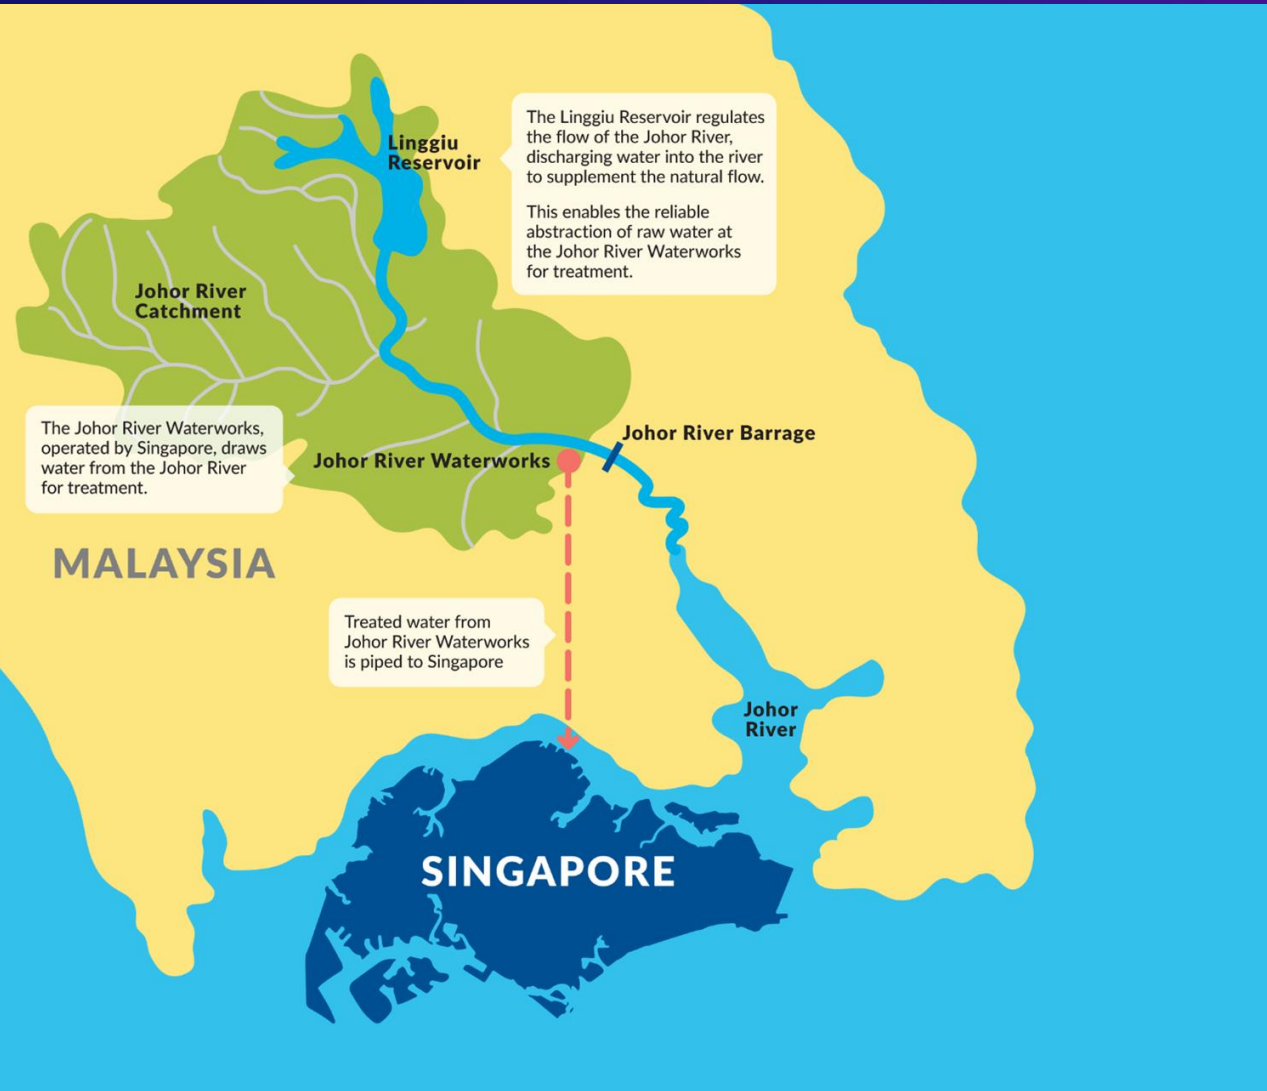 Linggiu
Reservoir
The Linggiu Reservoir regulates
the flow of the Johor River,
discharging water into the river
to supplement the natural flow.
This enables the reliable
abstraction of raw water at
the Johor River Waterworks
for treatment.
Johor River
Catchment
The Johor River Waterworks,
operated by Singapore, draws
water from the Johor River
for treatment.
Johor River Barrage
Johor River Waterworks
MALAYSIA
Treated water from
Johor River Waterworks
is piped to Singapore
Johor
River
SINGAPORE